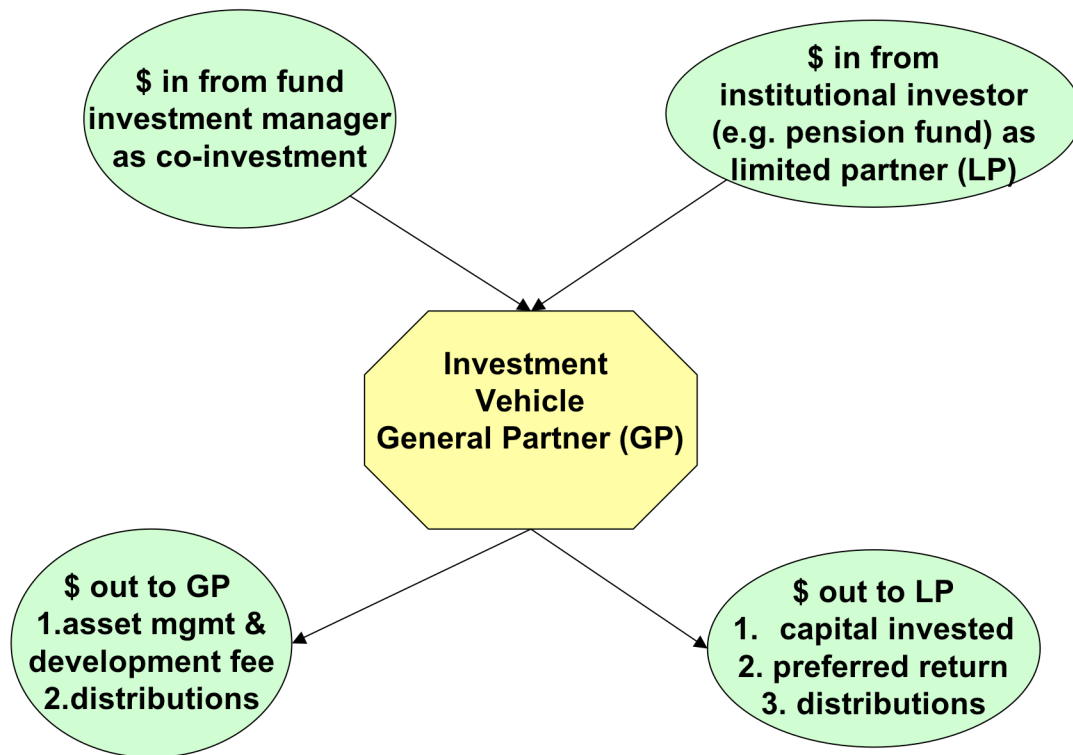 $ in from fund
investment manager
as co-investment
$ in from
institutional investor
(e.g. pension fund) as
limited partner (LP)
Investment
Vehicle
General Partner (GP)
$ out to GP
1.asset mgmt &
development fee
2.distributions
$ out to LP
1. capital invested
2. preferred return
3. distributions